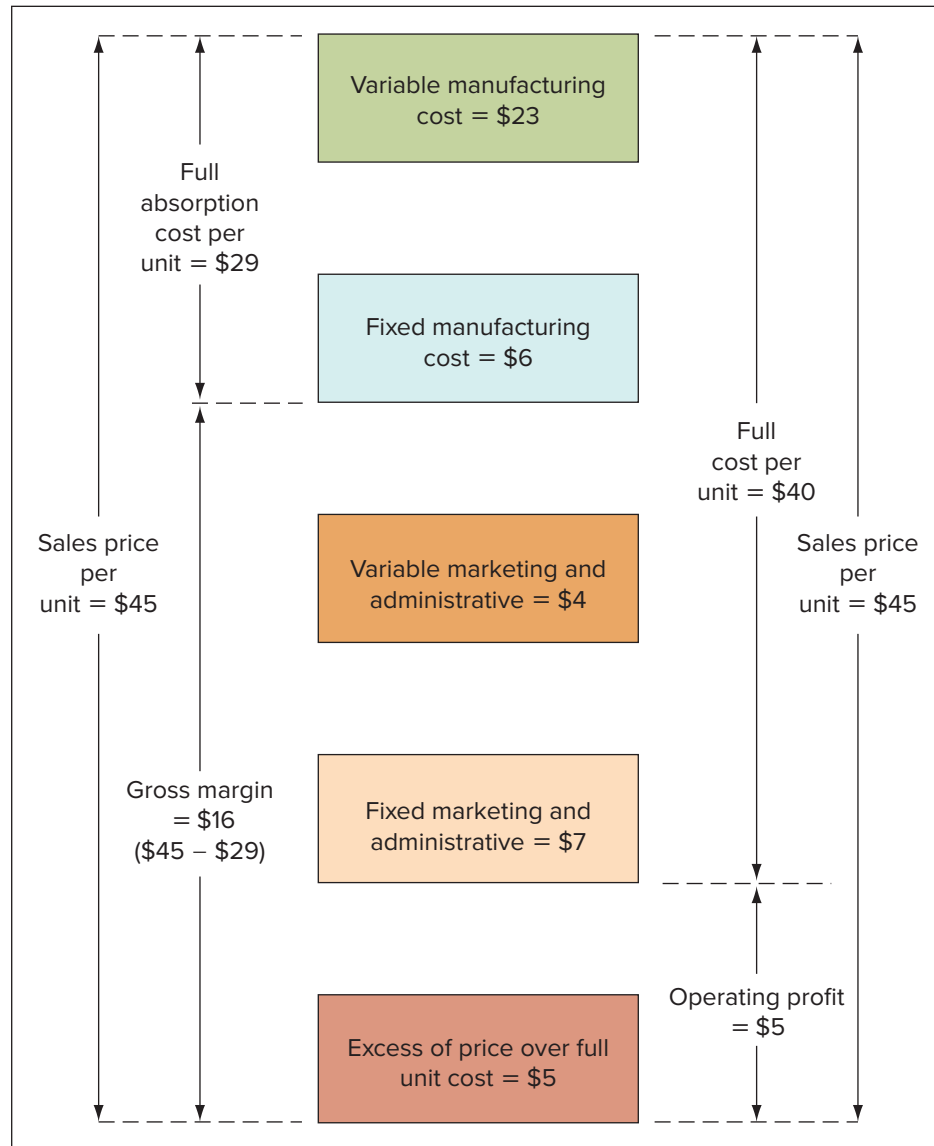 Variable manufacturing
cost = $23
Full
absorption
cost per
unit = $29
Fixed manufacturing
cost = $6
Full
cost per
unit = $40
Sales price
per
unit = $45
Variable marketing and
administrative = $4
Sales price
per
unit = $45
Gross margin
= $16
($45 – $29)
Fixed marketing and
administrative = $7
Operating profit
= $5
Excess of price over full
unit cost = $5